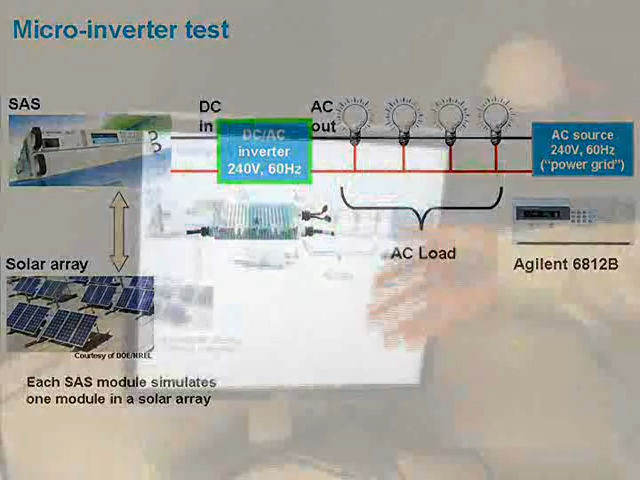 Micro-inverter test
SAS
DC
in
AC
out
DC/AC
inverter
240V, 60Hz
AC source
240V, 60Hz
("power grid")
AC Load
Agilent 6812B
Solar array
Courtesy of DOE/NREL
Each SAS module simulates
one module in a solar array